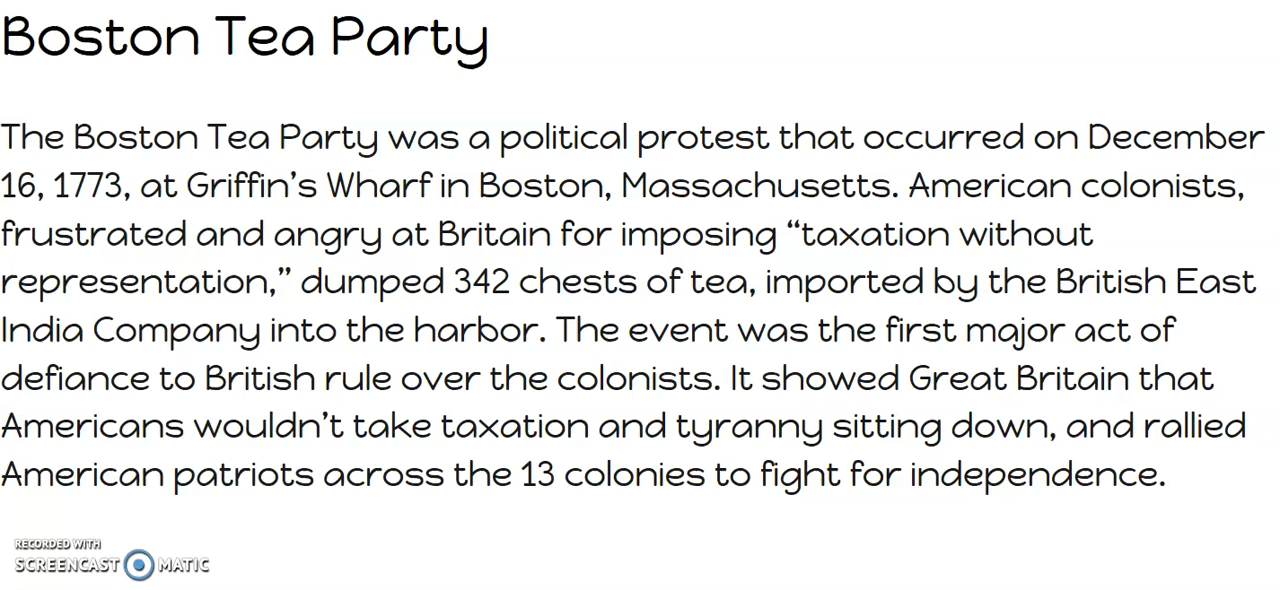 Boston Tea Party
The Boston Tea Party was a political protest that occurred on December
16, 1773, at Griffin’s Wharf in Boston, Massachusetts. American colonists,
frustrated and angry at Britain for imposing “taxation without
representation,” dumped 342 chests of tea, imported by the British East
India Company into the harbor. The event was the first major act of
defiance to British rule over the colonists. It showed Great Britain that
Americans wouldn’t take taxation and tyranny sitting down, and rallied
American patriots across the 13 colonies to fight for independence.
RECORDED WITH
SCREENCAST MATIC